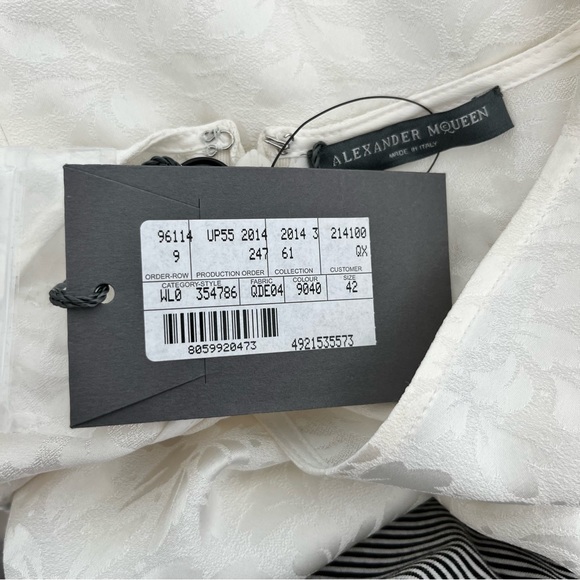 ALEXANDER McQUEEN
MADE IN ITALY
96114 UP55 2014 2014 3 214100
9 247 61 QX
ORDER-ROW PRODUCTION ORDER COLLECTION CUSTOMER
CATEGORY-STYLE FABRIC COLOUR SIZE
WL0 354786 QDE04 9040 42
8059920473 4921535573